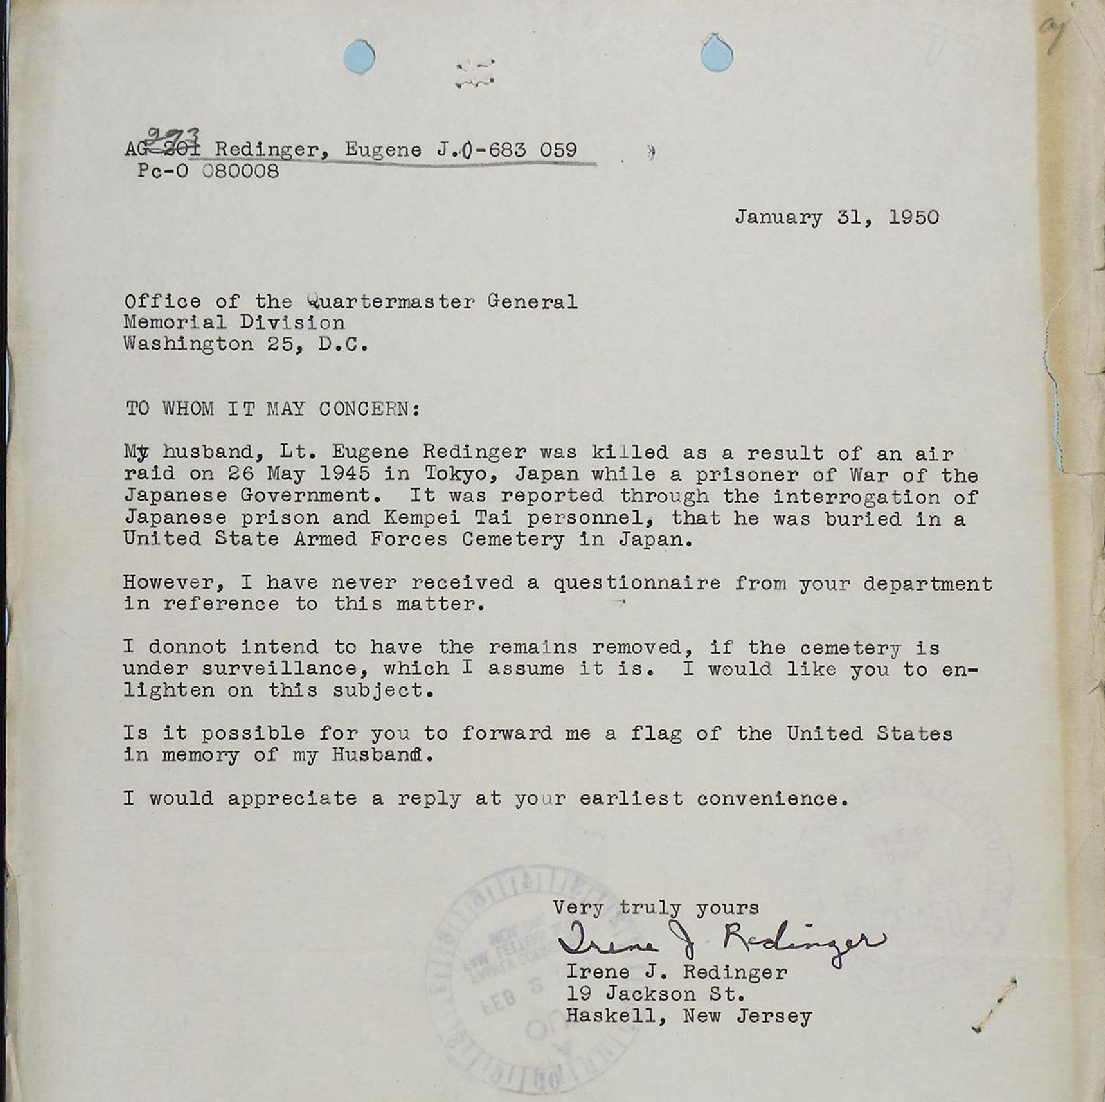 293
AG 201 Redinger, Eugene J.O-683 059
Pc-O 080008
January 31, 1950
Office of the Quartermaster General
Memorial Division
Washington 25, D.C.
TO WHOM IT MAY CONCERN:
My husband, Lt. Eugene Redinger was killed as a result of an air
raid on 26 May 1945 in Tokyo, Japan while a prisoner of War of the
Japanese Government. It was reported through the interrogation of
Japanese prison and Kempei Tai personnel, that he was buried in a
United State Armed Forces Cemetery in Japan.
However, I have never received a questionnaire from your department
in reference to this matter.
I donnot intend to have the remains removed, if the cemetery is
under surveillance, which I assume it is. I would like you to en-
lighten on this subject.
Is it possible for you to forward me a flag of the United States
in memory of my Husband.
I would appreciate a reply at your earliest convenience.
Very truly yours
Irene J. Redinger
Irene J. Redinger
19 Jackson St.
Haskell, New Jersey
FEB